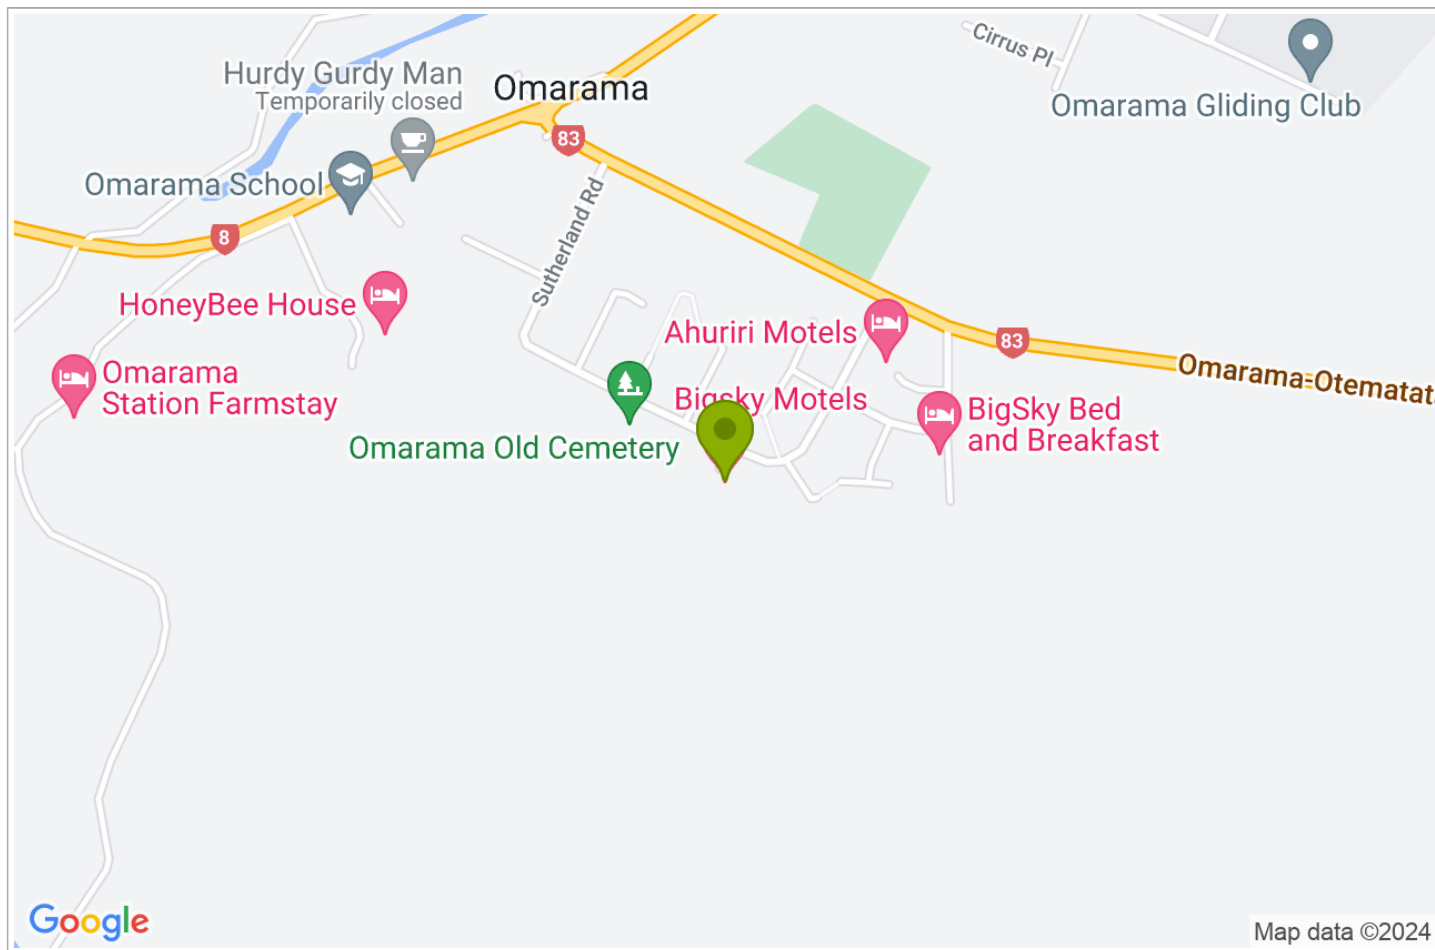 Cirrus Pl
Hurdy Gurdy Man
Temporarily closed
Omarama
Omarama Gliding Club
83
Omarama School
Sutherland Rd
8
HoneyBee House
Ahuriri Motels
83
Omarama-Otematata
Omarama
Station Farmstay
Bigsky Motels
BigSky Bed
and Breakfast
Omarama Old Cemetery
Google
Map data ©2024